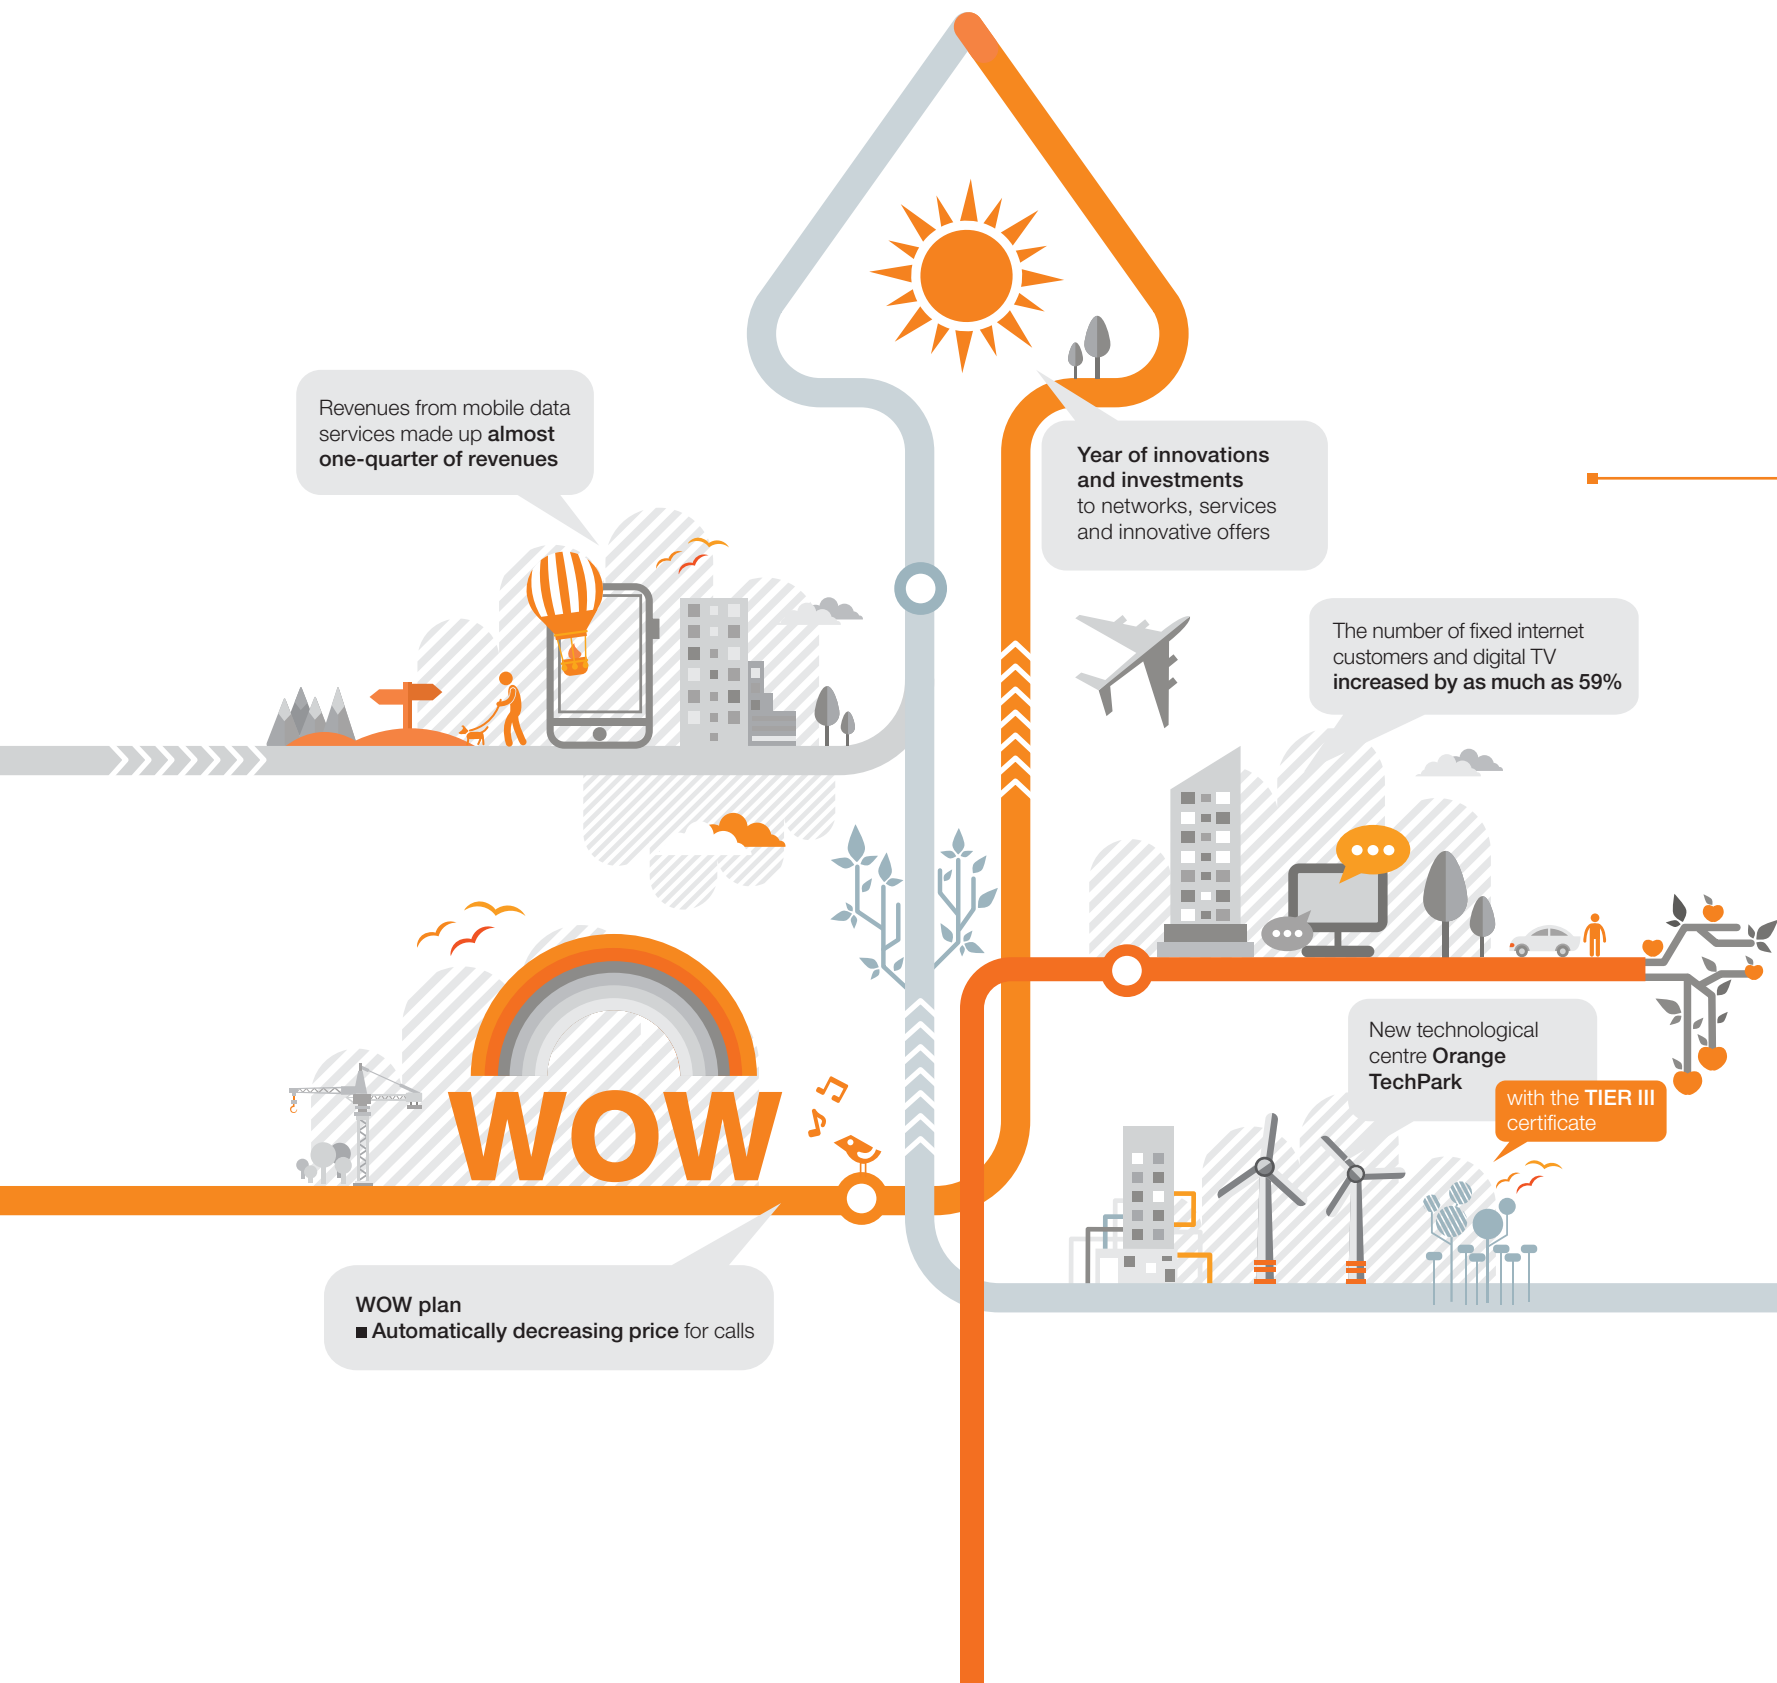 Revenues from mobile data
services made up almost
one-quarter of revenues
Year of innovations
and investments
to networks, services
and innovative offers
The number of fixed internet
customers and digital TV
increased by as much as 59%
New technological
centre Orange
TechPark
with the TIER III
certificate
WOW
WOW plan
■ Automatically decreasing price for calls